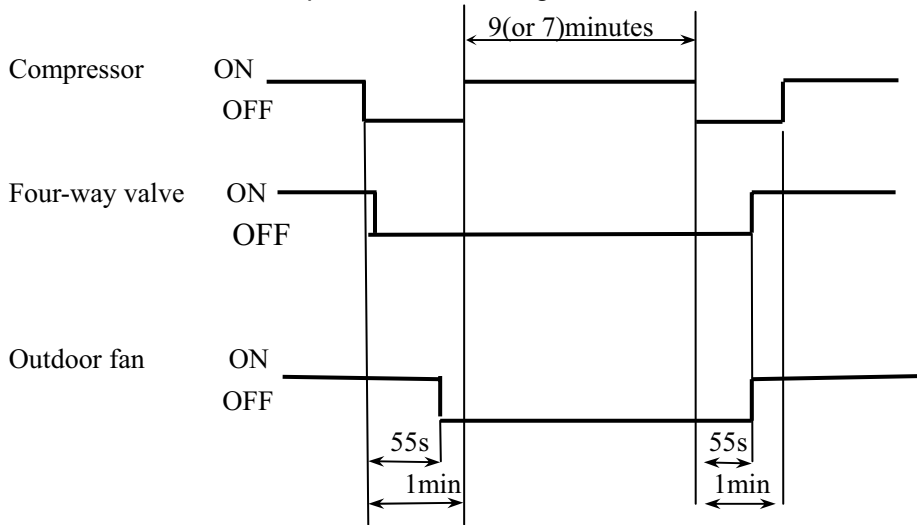 9(or 7)minutes
Compressor ON
OFF
Four-way valve ON
OFF
Outdoor fan ON
OFF
55s 55s
1min 1min